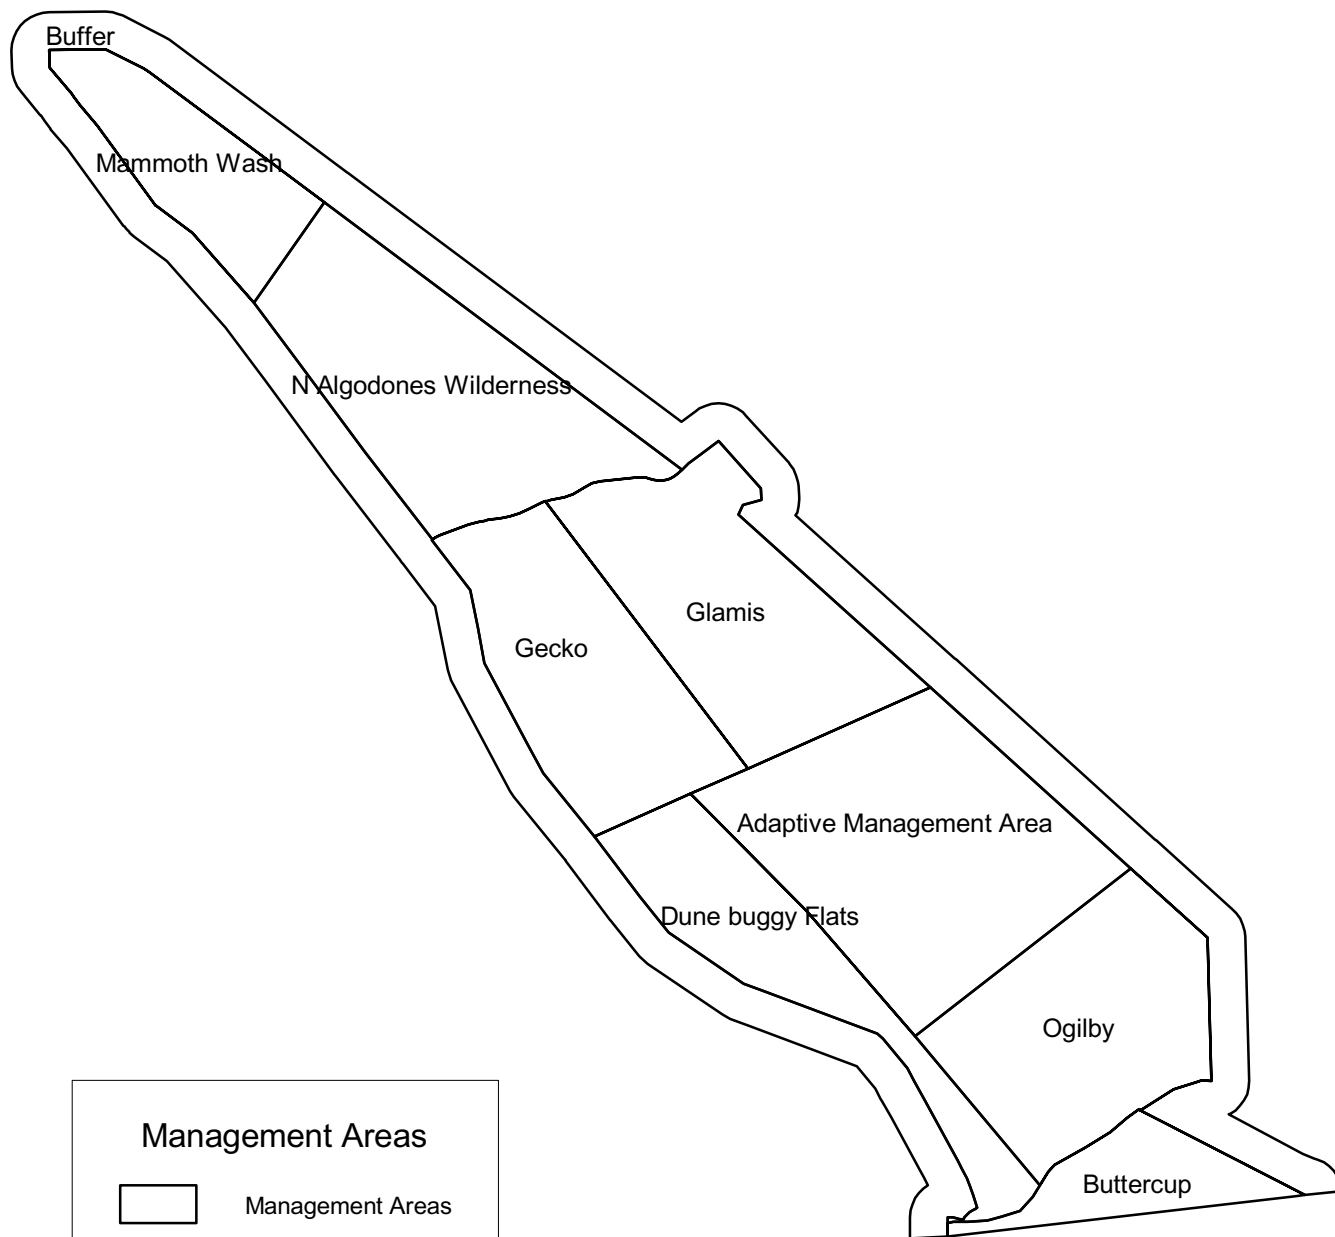 Buffer
Mammoth Wash
N Algodones Wilderness
Glamis
Gecko
Adaptive Management Area
Dune buggy Flats
Ogilby
Buttercup
Management Areas
Management Areas